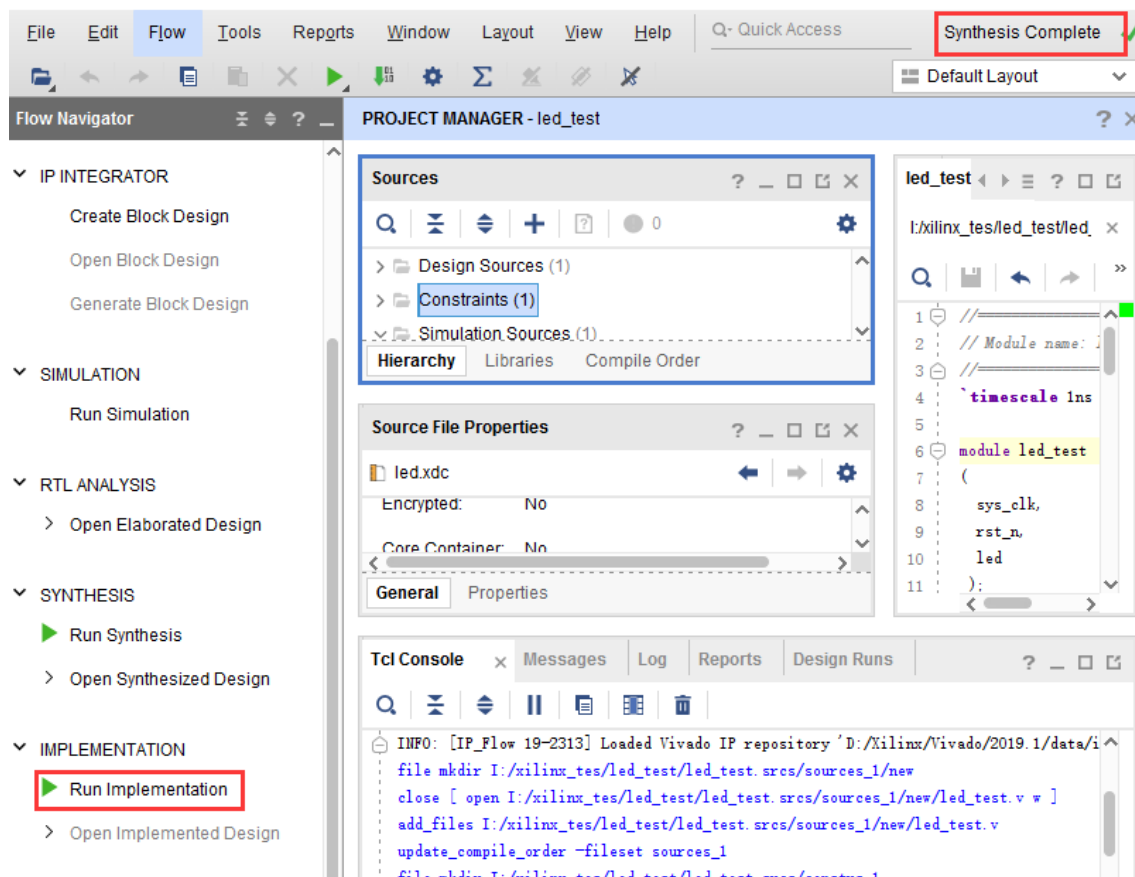 File Edit Flow Tools Reports Window Layout View Help Q- Quick Access Synthesis Complete
Default Layout
Flow Navigator
PROJECT MANAGER - led_test
IP INTEGRATOR
Create Block Design
Open Block Design
Generate Block Design
SIMULATION
Run Simulation
RTL ANALYSIS
Open Elaborated Design
SYNTHESIS
Run Synthesis
Open Synthesized Design
IMPLEMENTATION
Run Implementation
Open Implemented Design
Sources
0
Design Sources (1)
Constraints (1)
Simulation Sources (1)
Hierarchy Libraries Compile Order
Source File Properties
led.xdc
Encrypted: No
Core Container: No
General Properties
led_test
I:/xilinx_tes/led_test/led_
1 //================
2 // Module name: l
3 //================
4 `timescale 1ns
5
6 module led_test
7 (
8 sys_clk,
9 rst_n,
10 led
11 );
Tcl Console Messages Log Reports Design Runs
INFO: [IP_Flow 19-2313] Loaded Vivado IP repository 'D:/Xilinx/Vivado/2019.1/data/i
file mkdir I:/xilinx_tes/led_test/led_test.srcs/sources_1/new
close [ open I:/xilinx_tes/led_test/led_test.srcs/sources_1/new/led_test.v w ]
add_files I:/xilinx_tes/led_test/led_test.srcs/sources_1/new/led_test.v
update_compile_order -fileset sources_1